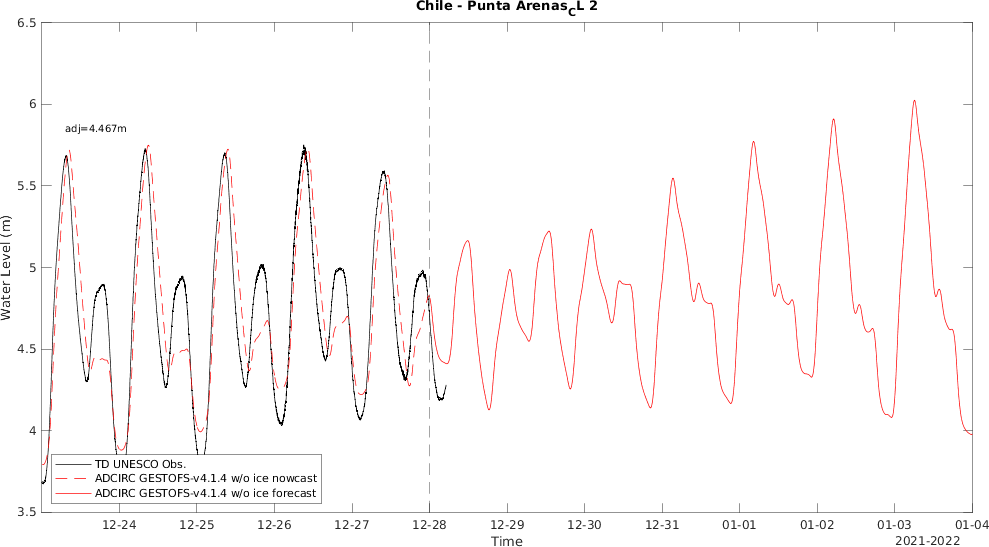 Chile - Punta Arenas_CL 2
6.5
6
5.5
5
4.5
4
3.5
Water Level (m)
adj=4.467m
TD UNESCO Obs.
ADCIRC GESTOFS-v4.1.4 w/o ice nowcast
ADCIRC GESTOFS-v4.1.4 w/o ice forecast
12-24 12-25 12-26 12-27 12-28 12-29 12-30 12-31 01-01 01-02 01-03 01-04
Time
2021-2022